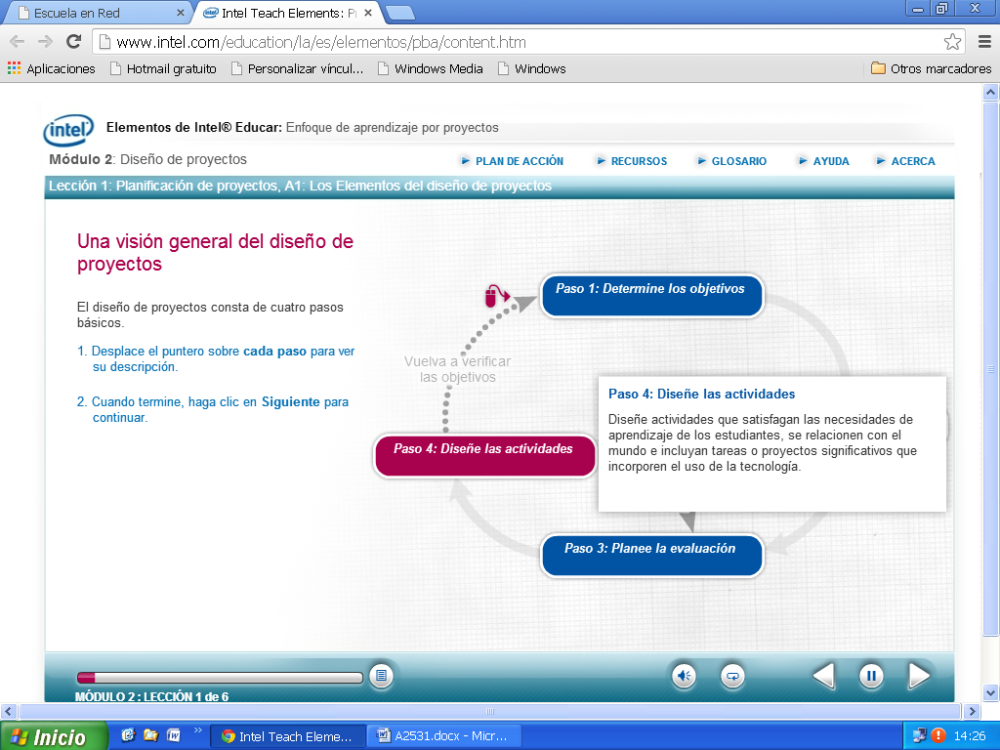 Escuela en Red
Intel Teach Elements: P
www.intel.com/education/la/es/elementos/pba/content.htm
Aplicaciones Hotmail gratuito Personalizar víncul... Windows Media Windows Otros marcadores
intel Elementos de Intel® Educar: Enfoque de aprendizaje por proyectos
Módulo 2: Diseño de proyectos
PLAN DE ACCIÓN RECURSOS GLOSARIO AYUDA ACERCA
Lección 1: Planificación de proyectos, A1: Los Elementos del diseño de proyectos
Una visión general del diseño de
proyectos
El diseño de proyectos consta de cuatro pasos
básicos.
1. Desplace el puntero sobre cada paso para ver
su descripción.
2. Cuando termine, haga clic en Siguiente para
continuar.
Paso 1: Determine los objetivos
Vuelva a verificar
las objetivos
Paso 4: Diseñe las actividades
Paso 4: Diseñe las actividades
Diseñe actividades que satisfagan las necesidades de
aprendizaje de los estudiantes, se relacionen con el
mundo e incluyan tareas o proyectos significativos que
incorporen el uso de la tecnología.
Paso 3: Planee la evaluación
MÓDULO 2 : LECCIÓN 1 de 6
Inicio Intel Teach Eleme... A2531.docx - Micr... 14:26